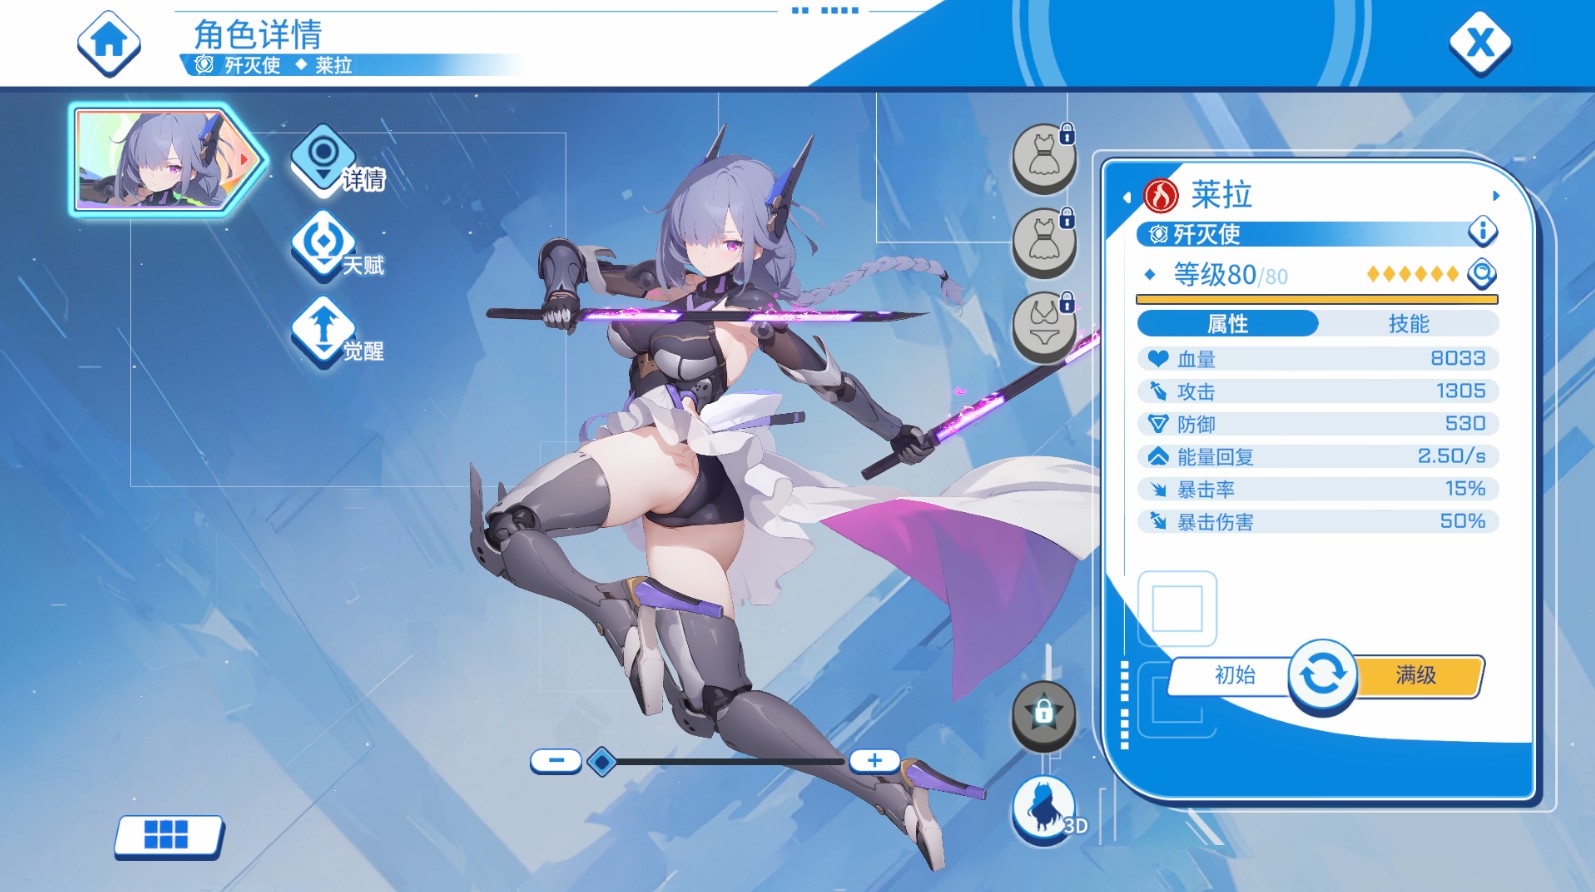 角色详情
歼灭使 ◆ 莱拉
详情
天赋
觉醒
莱拉
歼灭使
等级80/80
属性 技能
血量 8033
攻击 1305
防御 530
能量回复 2.50/s
暴击率 15%
暴击伤害 50%
初始 满级
3D